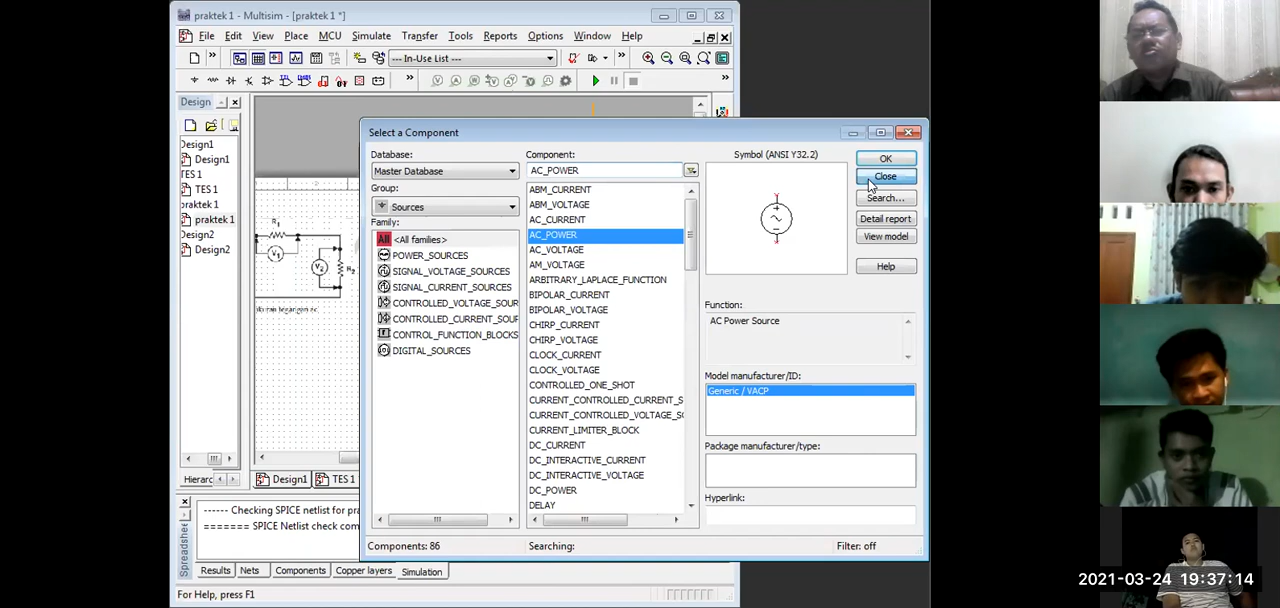 praktek 1 - Multisim - [praktek 1 *]
File Edit View Place MCU Simulate Transfer Tools Reports Options Window Help
--- In-Use List ---
Design
Design1
Design1
TES 1
TES 1
praktek 1
praktek 1
Design2
Design2
R1
V1
V2
R2
Hierarc
Design1
TES 1
Select a Component
Database:
Master Database
Group:
Sources
Family:
All <All families>
POWER_SOURCES
SIGNAL_VOLTAGE_SOURCES
SIGNAL_CURRENT_SOURCES
CONTROLLED_VOLTAGE_SOUR
CONTROLLED_CURRENT_SOUR
CONTROL_FUNCTION_BLOCKS
DIGITAL_SOURCES
Component:
AC_POWER
ABM_CURRENT
ABM_VOLTAGE
AC_CURRENT
AC_POWER
AC_VOLTAGE
AM_VOLTAGE
ARBITRARY_LAPLACE_FUNCTION
BIPOLAR_CURRENT
BIPOLAR_VOLTAGE
CHIRP_CURRENT
CHIRP_VOLTAGE
CLOCK_CURRENT
CLOCK_VOLTAGE
CONTROLLED_ONE_SHOT
CURRENT_CONTROLLED_CURRENT_S
CURRENT_CONTROLLED_VOLTAGE_SO
CURRENT_LIMITER_BLOCK
DC_CURRENT
DC_INTERACTIVE_CURRENT
DC_INTERACTIVE_VOLTAGE
DC_POWER
DELAY
Symbol (ANSI Y32.2)
OK
Close
Search...
Detail report
View model
Help
Function:
AC Power Source
Model manufacturer/ID:
Generic / VACP
Package manufacturer/type:
Hyperlink:
Components: 86
Searching:
Filter: off
Spreadsheet
------ Checking SPICE netlist for
======= SPICE Netlist check com
Results Nets Components Copper layers Simulation
For Help, press F1
2021-03-24 19:37:14